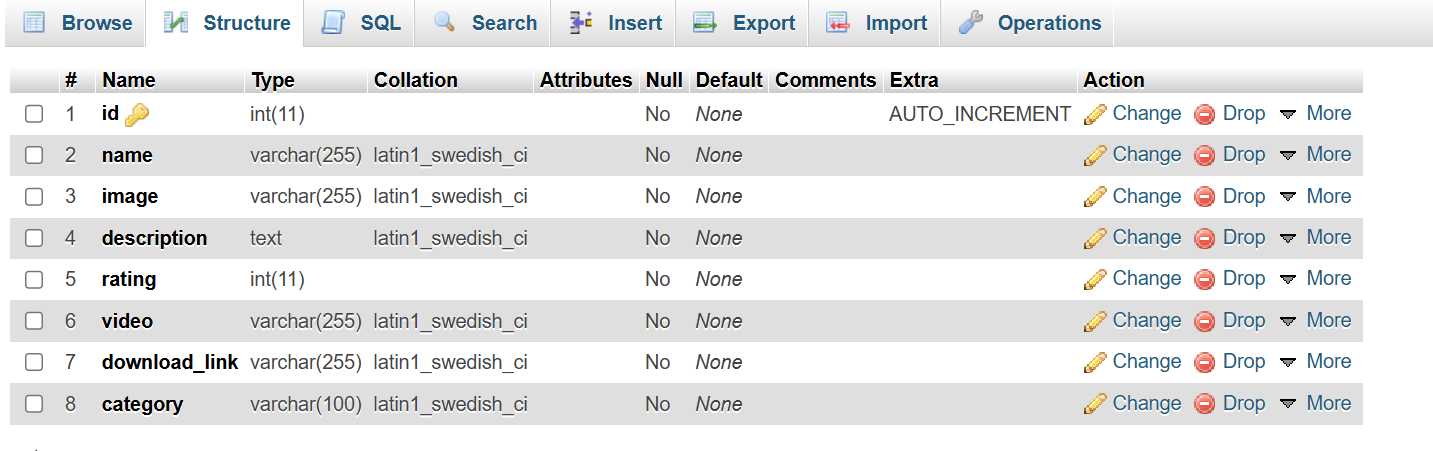 Browse Structure SQL Search Insert Export Import Operations
# Name Type Collation Attributes Null Default Comments Extra Action
1 id int(11) No None AUTO_INCREMENT Change Drop More
2 name varchar(255) latin1_swedish_ci No None Change Drop More
3 image varchar(255) latin1_swedish_ci No None Change Drop More
4 description text latin1_swedish_ci No None Change Drop More
5 rating int(11) No None Change Drop More
6 video varchar(255) latin1_swedish_ci No None Change Drop More
7 download_link varchar(255) latin1_swedish_ci No None Change Drop More
8 category varchar(100) latin1_swedish_ci No None Change Drop More